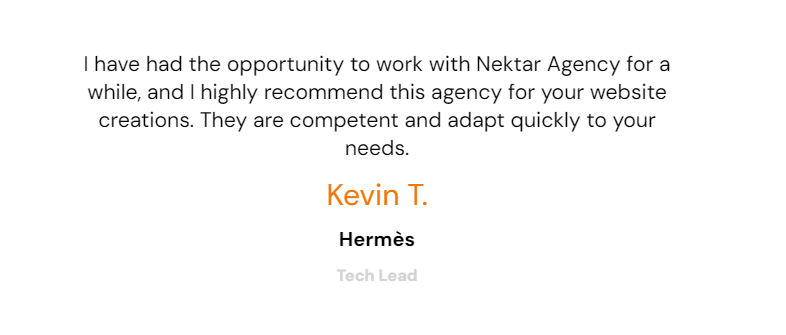 I have had the opportunity to work with Nektar Agency for a
while, and I highly recommend this agency for your website
creations. They are competent and adapt quickly to your
needs.
Kevin T.
Hermès
Tech Lead